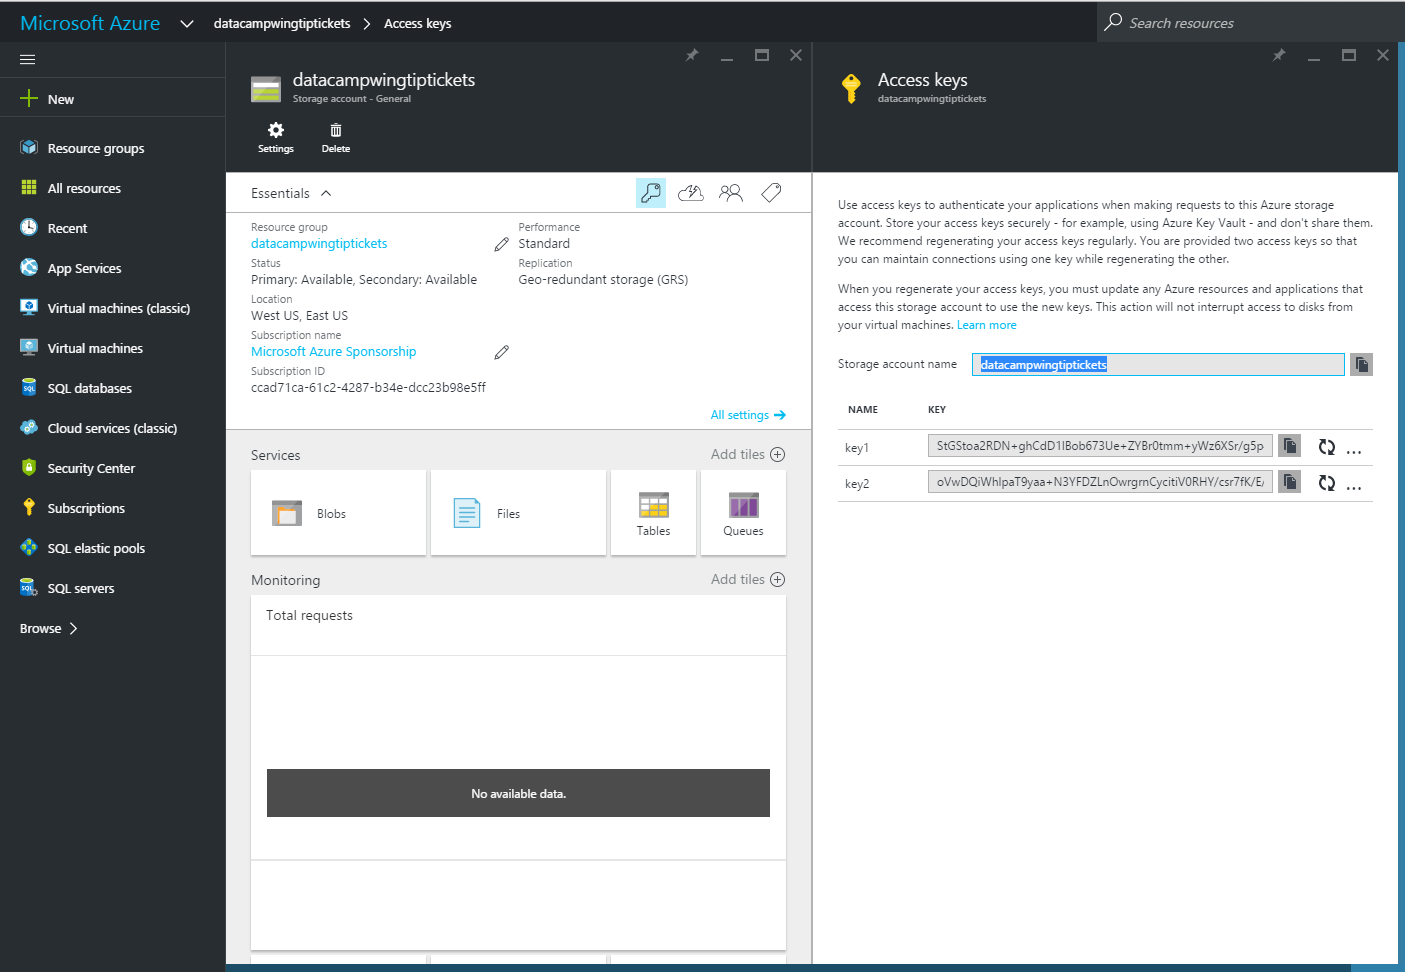 Microsoft Azure
datacampwingtiptickets
Access keys
Search resources
New
Resource groups
All resources
Recent
App Services
Virtual machines (classic)
Virtual machines
SQL databases
Cloud services (classic)
Security Center
Subscriptions
SQL elastic pools
SQL servers
Browse
datacampwingtiptickets
Storage account - General
Settings
Delete
Essentials
Resource group
datacampwingtiptickets
Status
Primary: Available, Secondary: Available
Location
West US, East US
Subscription name
Microsoft Azure Sponsorship
Subscription ID
ccad71ca-61c2-4287-b34e-dcc23b98e5ff
Performance
Standard
Replication
Geo-redundant storage (GRS)
All settings
Services
Add tiles
Blobs
Files
Tables
Queues
Monitoring
Add tiles
Total requests
No available data.
Access keys
datacampwingtiptickets
Use access keys to authenticate your applications when making requests to this Azure storage
account. Store your access keys securely - for example, using Azure Key Vault - and don't share them.
We recommend regenerating your access keys regularly. You are provided two access keys so that
you can maintain connections using one key while regenerating the other.
When you regenerate your access keys, you must update any Azure resources and applications that
access this storage account to use the new keys. This action will not interrupt access to disks from
your virtual machines. Learn more
Storage account name datacampwingtiptickets
NAME KEY
key1 StGStoa2RDN+ghCdD1IBob673Ue+ZYBr0tmm+yWz6XSr/g5p ...
key2 oVwDQiWhlpaT9yaa+N3YFDZLnOwrgrnCycitiV0RHY/csr7fK/E/ ...